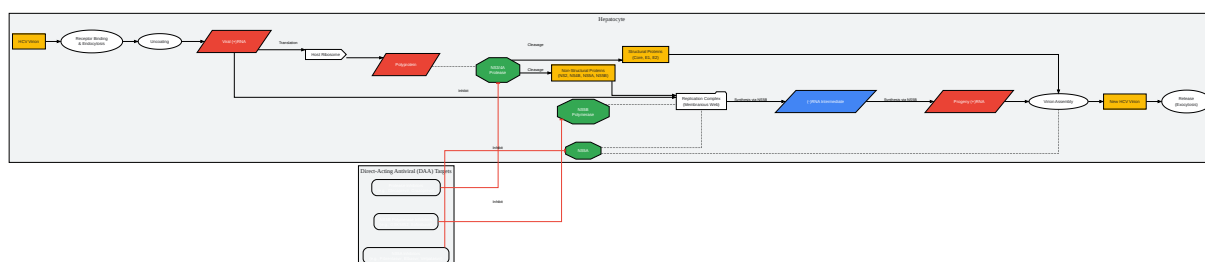 Hepatocyte
HCV Virion
Receptor Binding
& Endocytosis
Uncoating
Viral (+)RNA
Translation
Host Ribosome
Polyprotein
NS3/4A
Protease
Cleavage
Cleavage
Structural Proteins
(Core, E1, E2)
Non-Structural Proteins
(NS3, NS4B, NS5A, NS5B)
Inhibit
NS5B
Polymerase
Replication Complex
(Membranous Web)
Synthesis via NS5B
(-)RNA Intermediate
Synthesis via NS5B
Progeny (+)RNA
Virion Assembly
New HCV Virion
Release
(Exocytosis)
NS5A
Inhibit
Direct-Acting Antiviral (DAA) Targets
Inhibit